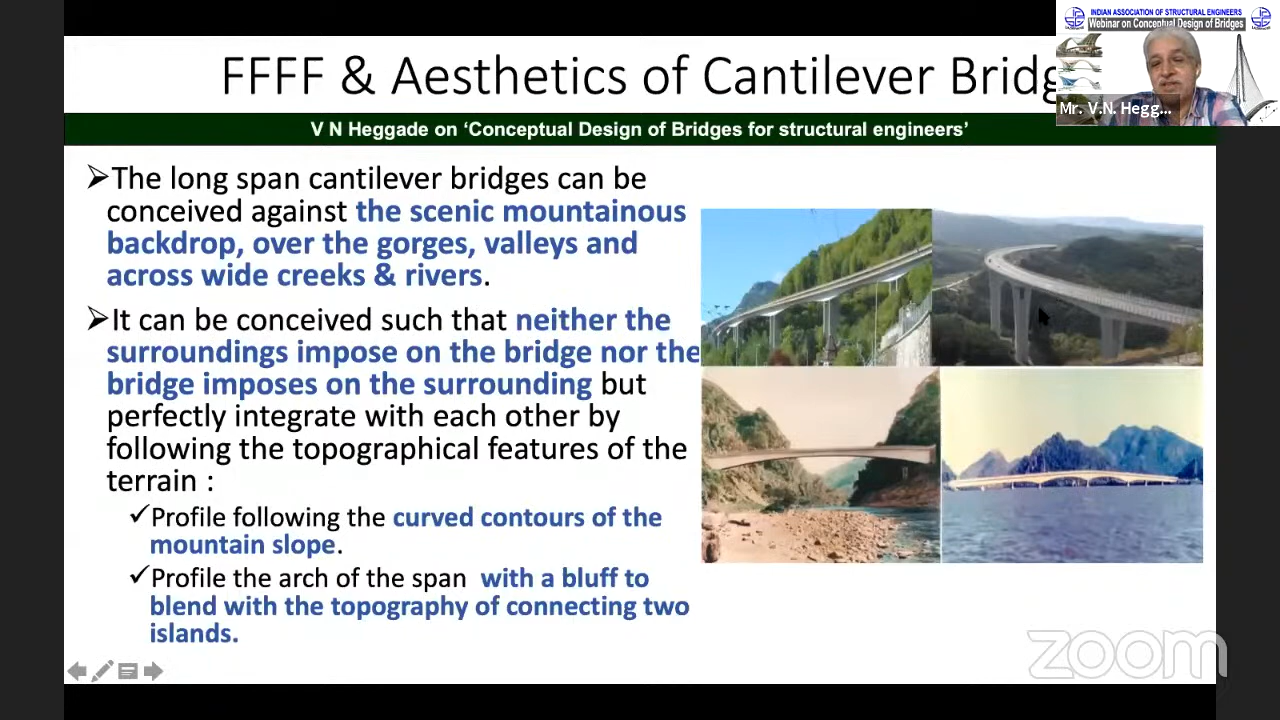 INDIAN ASSOCIATION OF STRUCTURAL ENGINEERS
Webinar on Conceptual Design of Bridges
Mr. V.N. Hegg...
FFFF & Aesthetics of Cantilever Bridg
V N Heggade on ‘Conceptual Design of Bridges for structural engineers’
➢The long span cantilever bridges can be
conceived against the scenic mountainous
backdrop, over the gorges, valleys and
across wide creeks & rivers.
➢It can be conceived such that neither the
surroundings impose on the bridge nor the
bridge imposes on the surrounding but
perfectly integrate with each other by
following the topographical features of the
terrain :
✓Profile following the curved contours of the
mountain slope.
✓Profile the arch of the span with a bluff to
blend with the topography of connecting two
islands.
zoom